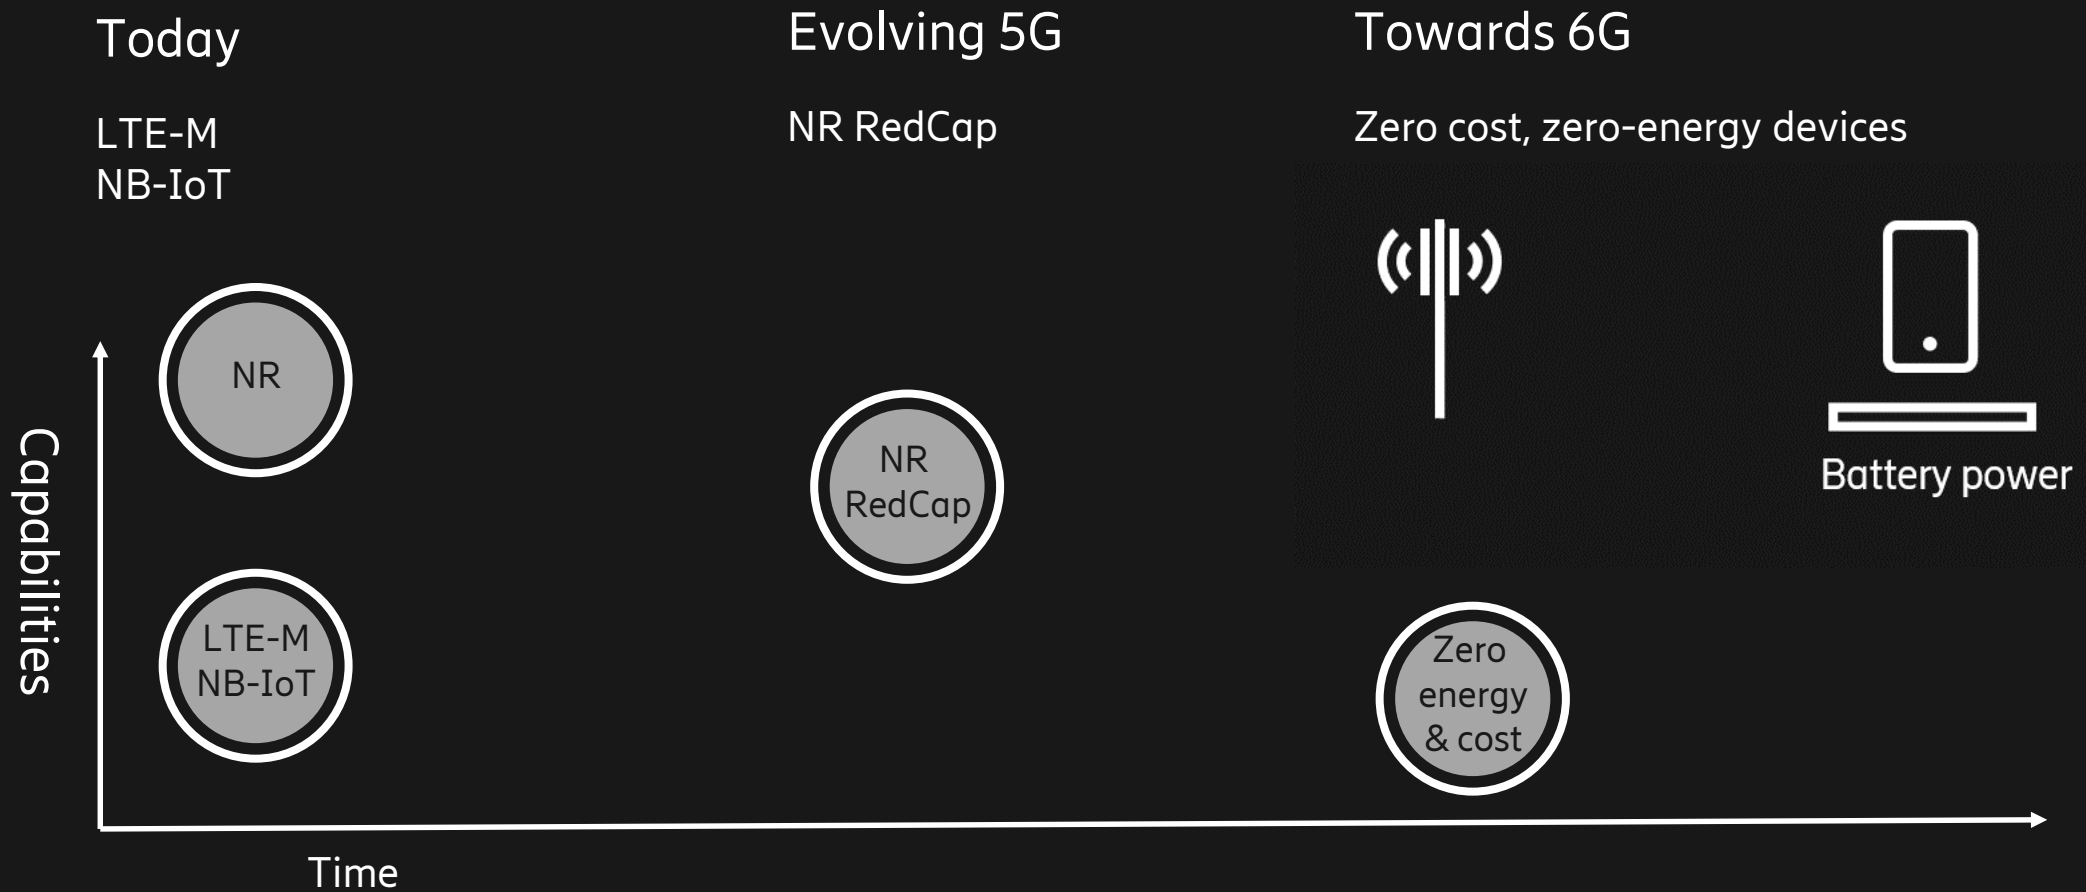 Today
Evolving 5G
Towards 6G
LTE-M
NB-IoT
NR RedCap
Zero cost, zero-energy devices
Battery power
Capabilities
NR
LTE-M
NB-IoT
NR
RedCap
Zero
energy
& cost
Time